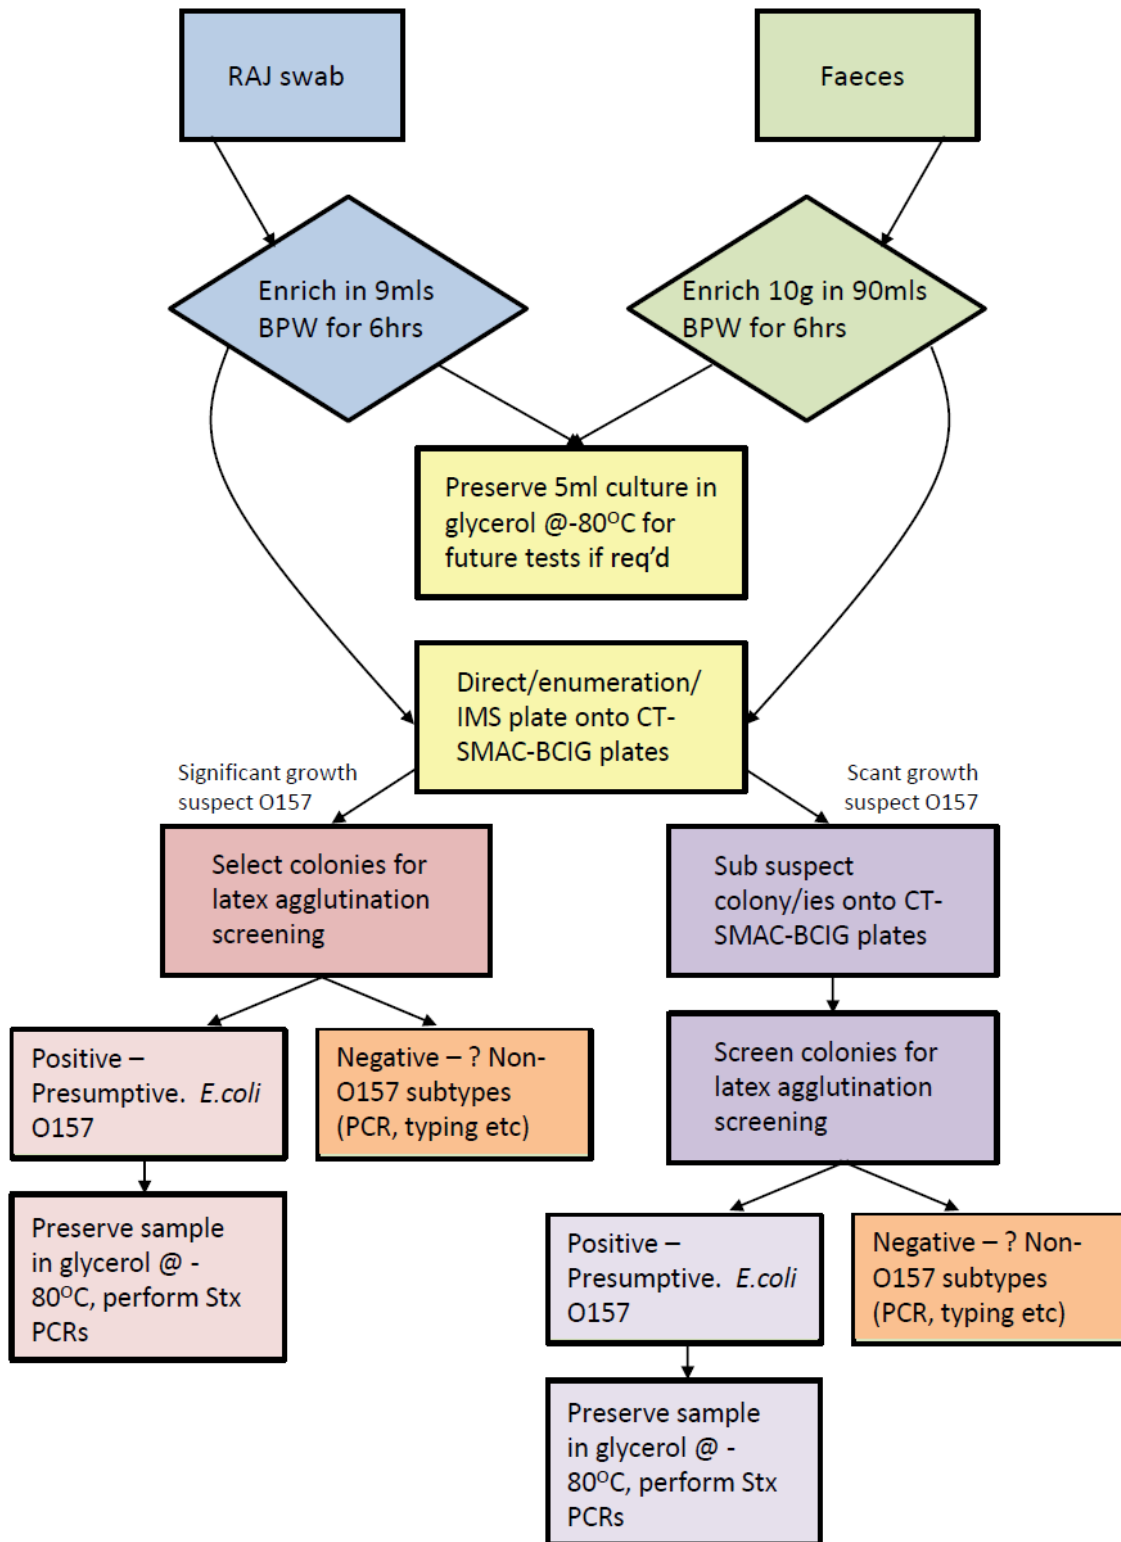 RAJ swab
Faeces
Enrich in 9mls
BPW for 6hrs
Enrich 10g in 90mls
BPW for 6hrs
Preserve 5ml culture in
glycerol @-80ᴼC for
future tests if req’d
Direct/enumeration/
IMS plate onto CT-
SMAC-BCIG plates
Significant growth
suspect O157
Scant growth
suspect O157
Select colonies for
latex agglutination
screening
Sub suspect
colony/ies onto CT-
SMAC-BCIG plates
Positive –
Presumptive. E.coli
O157
Negative – ? Non-
O157 subtypes
(PCR, typing etc)
Screen colonies for
latex agglutination
screening
Preserve sample
in glycerol @ -
80ᴼC, perform Stx
PCRs
Positive –
Presumptive. E.coli
O157
Negative – ? Non-
O157 subtypes
(PCR, typing etc)
Preserve sample
in glycerol @ -
80ᴼC, perform Stx
PCRs